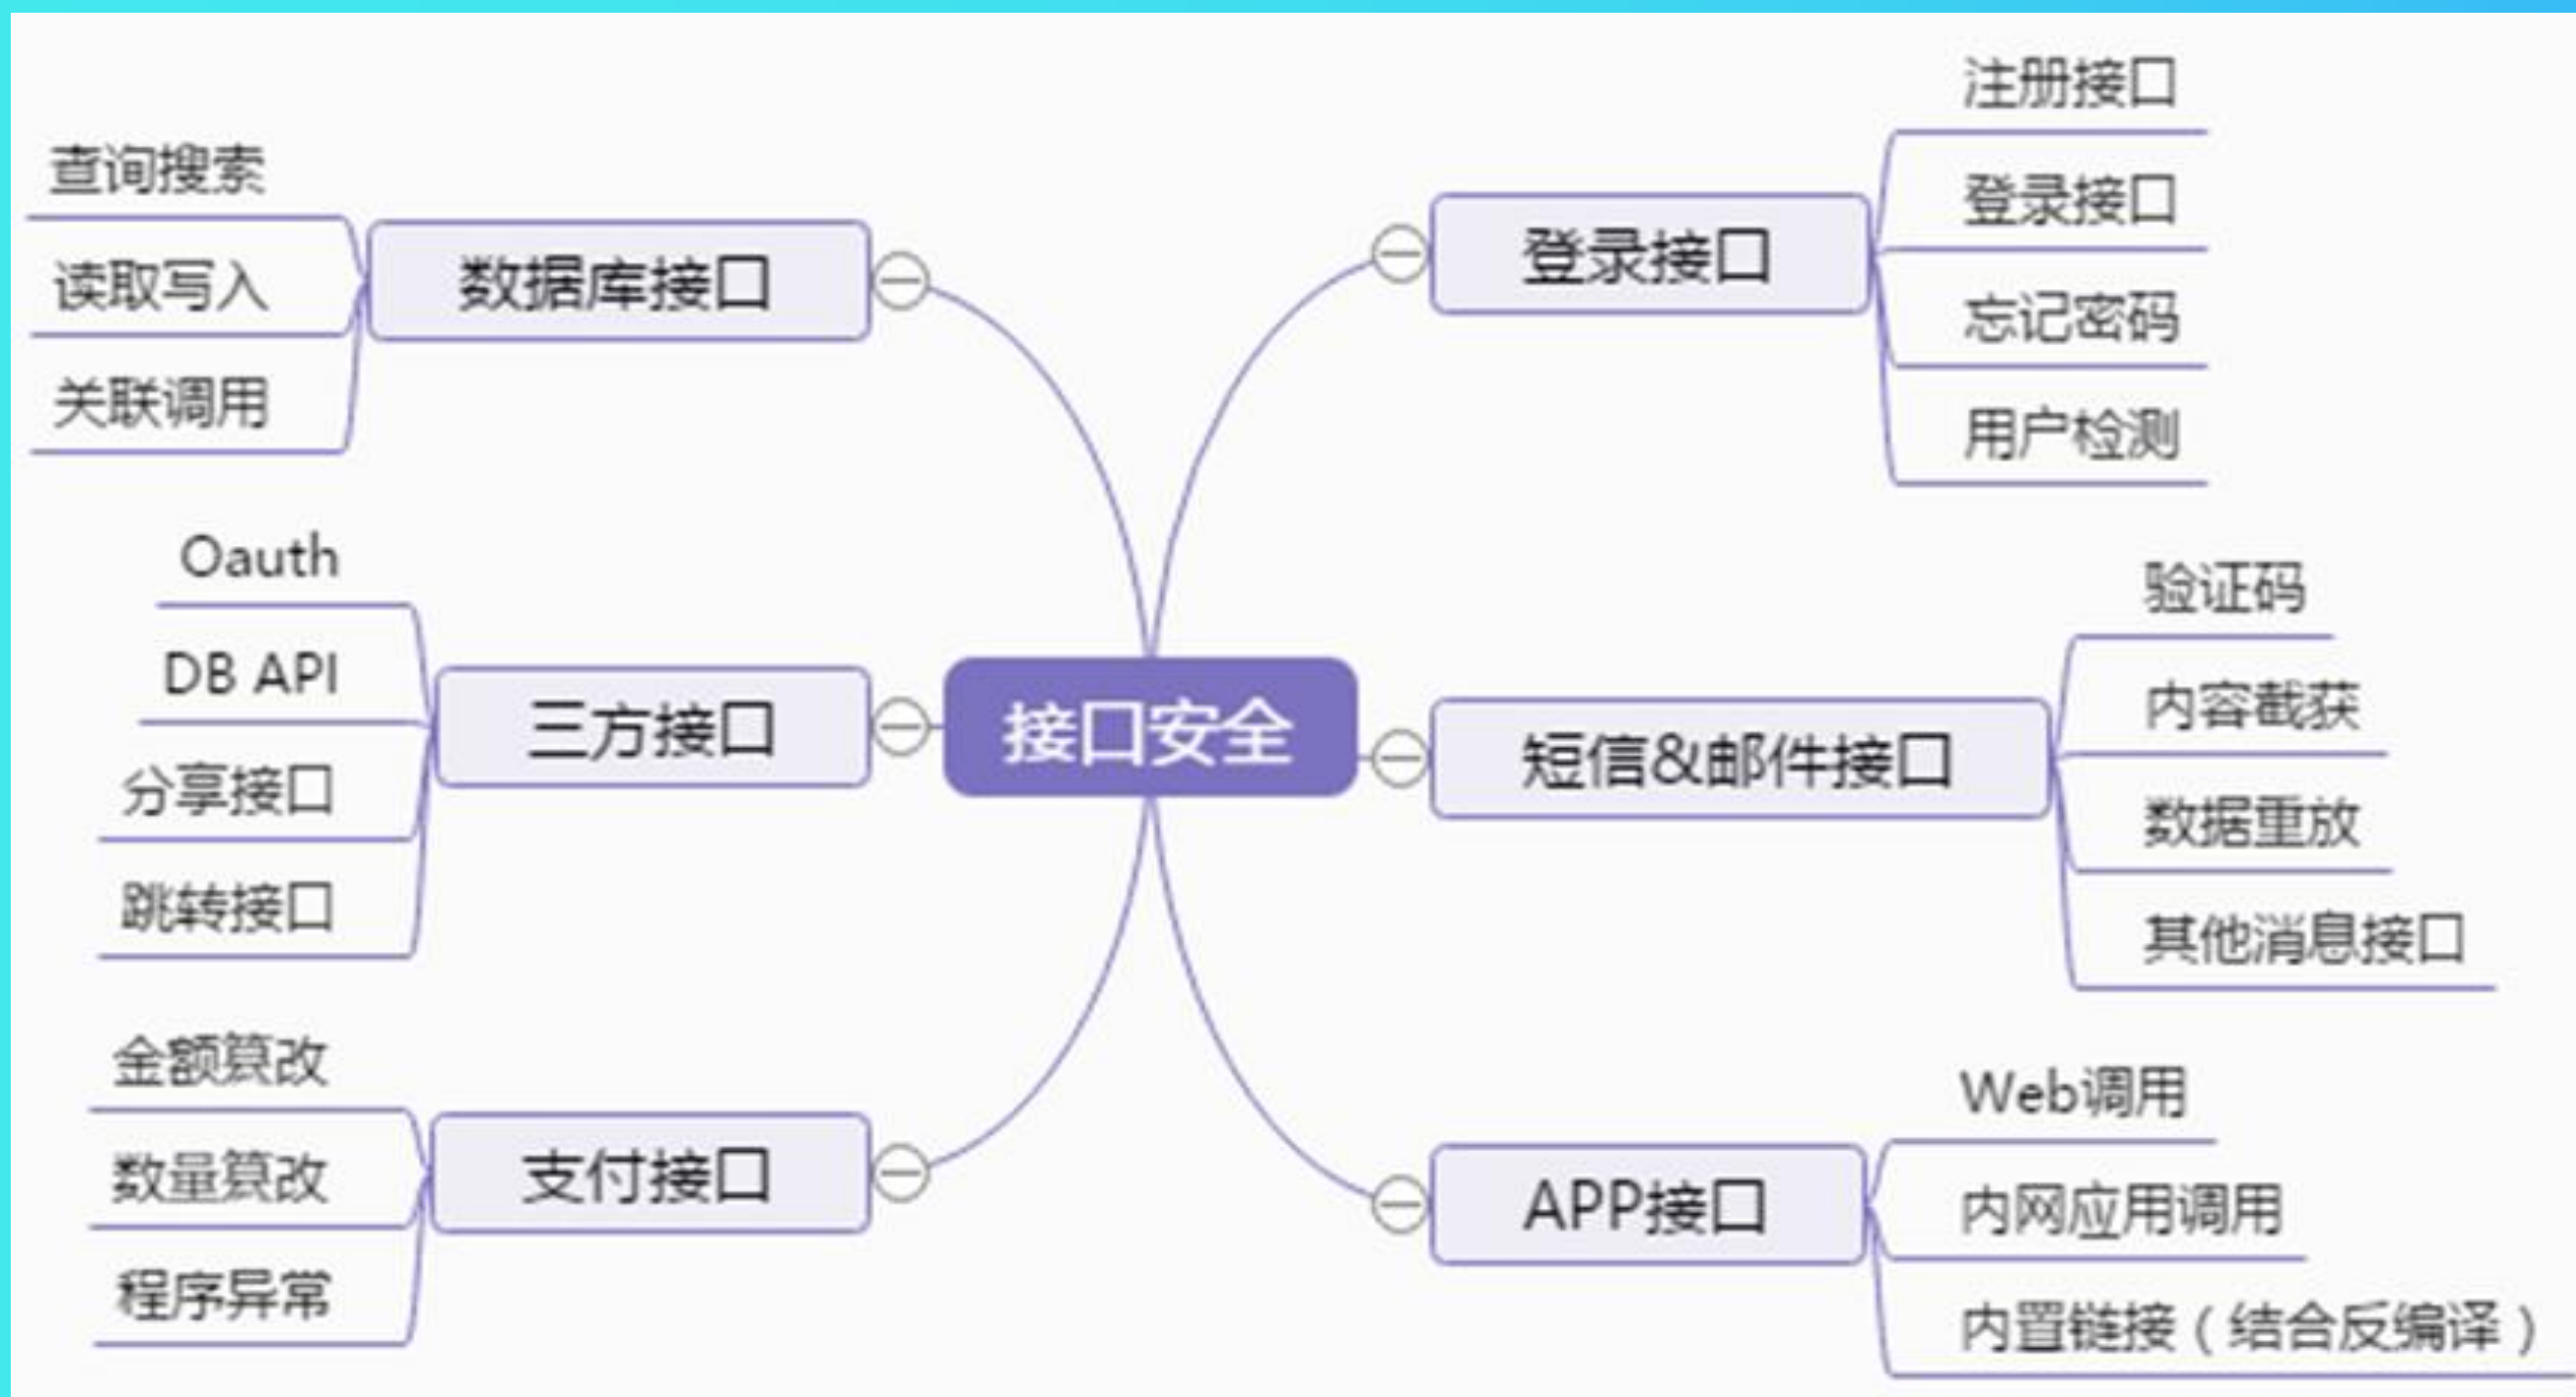 接口安全
数据库接口
查询搜索
读取写入
关联调用
三方接口
Oauth
DB API
分享接口
跳转接口
支付接口
金额篡改
数量篡改
程序异常
登录接口
注册接口
登录接口
忘记密码
用户检测
短信&邮件接口
验证码
内容截获
数据重放
其他消息接口
APP接口
Web调用
内网应用调用
内置链接（结合反编译）